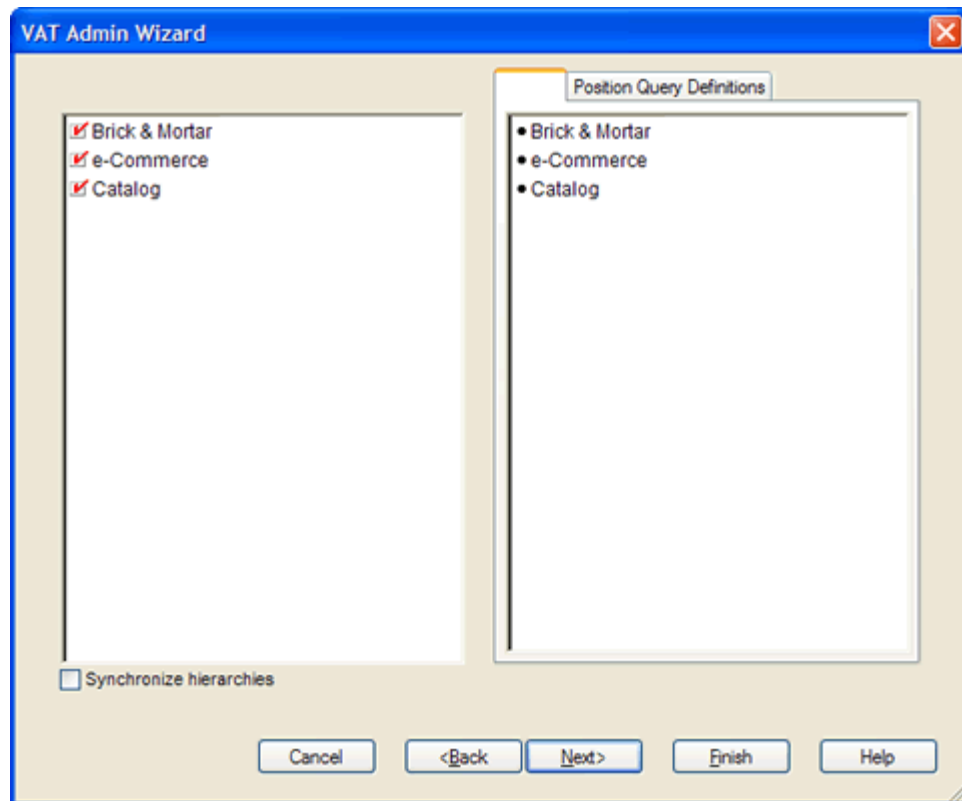 VAT Admin Wizard
Position Query Definitions
Brick & Mortar
e-Commerce
Catalog
• Brick & Mortar
• e-Commerce
• Catalog
Synchronize hierarchies
Cancel
<Back
Next>
Finish
Help